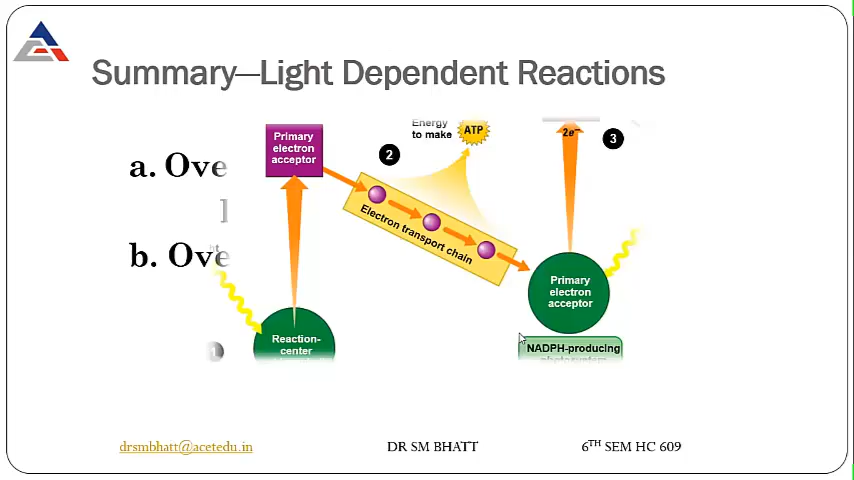 Summary—Light Dependent Reactions
a. Ove
b. Ove
Primary
electron
acceptor
2
Energy
to make
ATP
2e⁻
3
Electron transport chain
Primary
electron
acceptor
1
Reaction-
center
NADPH-producing
drsmbhatt@acetedu.in
DR SM BHATT
6TH SEM HC 609